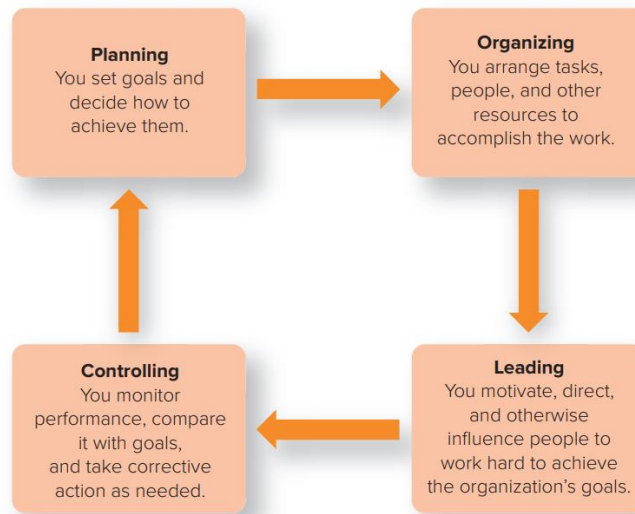 Planning
You set goals and
decide how to
achieve them.
Organizing
You arrange tasks,
people, and other
resources to
accomplish the work.
Controlling
You monitor
performance, compare
it with goals,
and take corrective
action as needed.
Leading
You motivate, direct,
and otherwise
influence people to
work hard to achieve
the organization's goals.